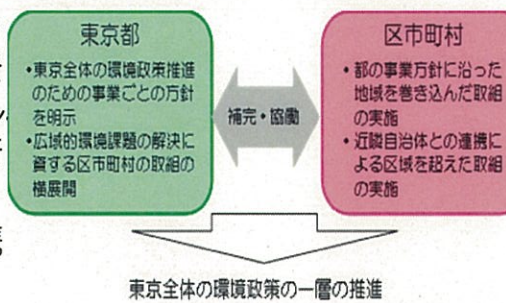 東京都
•東京全体の環境政策推進
のための事業ごとの方針
を明示
•広域的環境課題の解決に
資する区市町村の取組の
横展開
補完・協働
区市町村
•都の事業方針に沿った
地域を巻き込んだ取組
の実施
•近隣自治体との連携に
よる区域を超えた取組
の実施
東京全体の環境政策の一層の推進